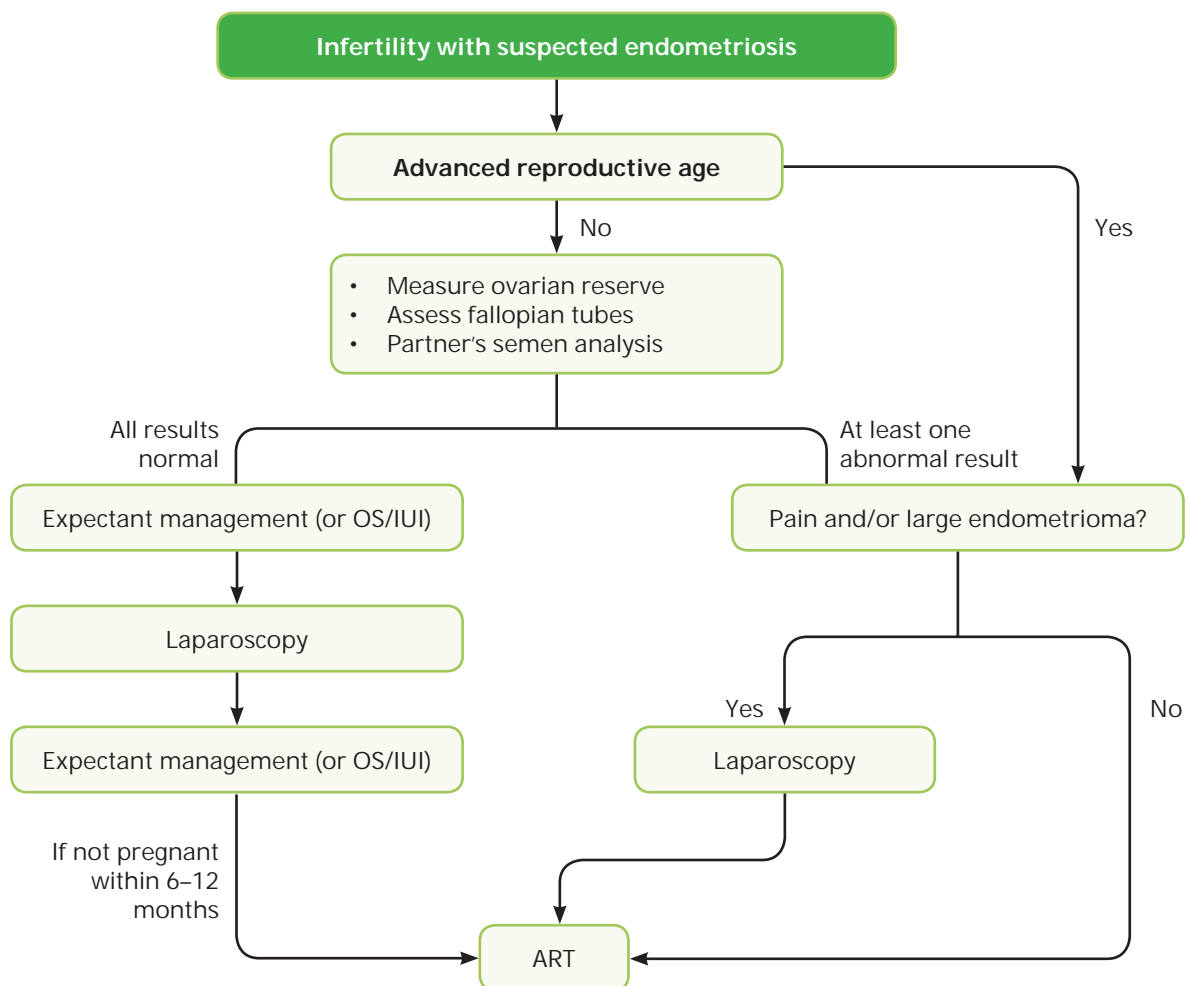 Infertility with suspected endometriosis
Advanced reproductive age
No
Yes
• Measure ovarian reserve
• Assess fallopian tubes
• Partner's semen analysis
All results
normal
At least one
abnormal result
Expectant management (or OS/IUI)
Pain and/or large endometrioma?
Laparoscopy
Yes
No
Expectant management (or OS/IUI)
Laparoscopy
If not pregnant
within 6–12
months
ART